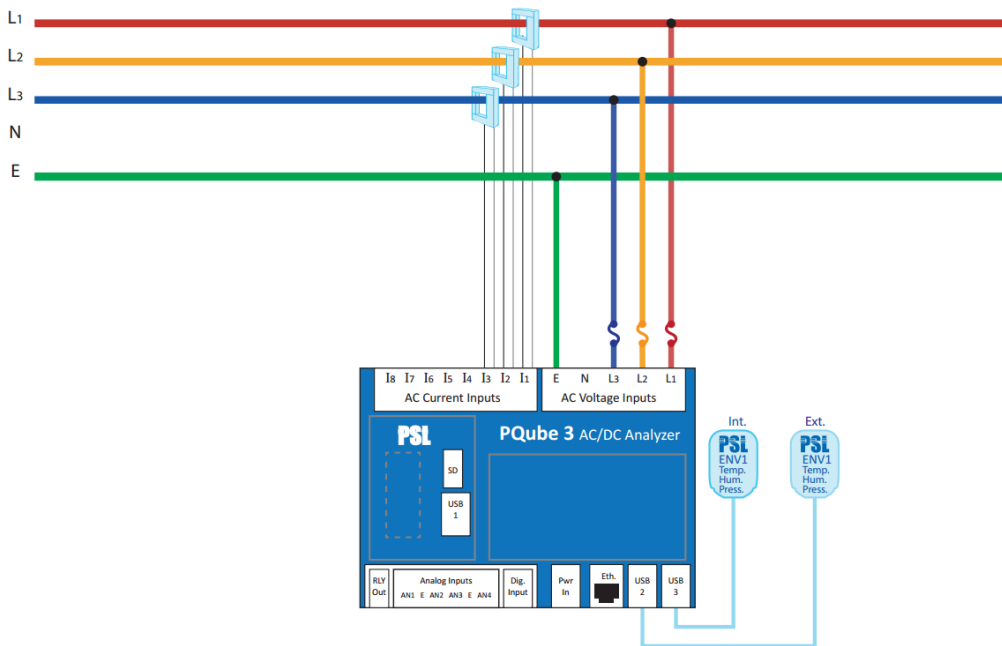 L1
L2
L3
N
E
I8 I7 I6 I5 I4 I3 I2 I1
AC Current Inputs
E N L3 L2 L1
AC Voltage Inputs
PSL
PQube 3 AC/DC Analyzer
SD
USB
1
Int.
PSL
ENV1
Temp.
Hum.
Press.
Ext.
PSL
ENV1
Temp.
Hum.
Press.
RLY
Out
Analog Inputs
AN1 E AN2 AN3 E AN4
Dig.
Input
Pwr
In
Eth.
USB
2
USB
3